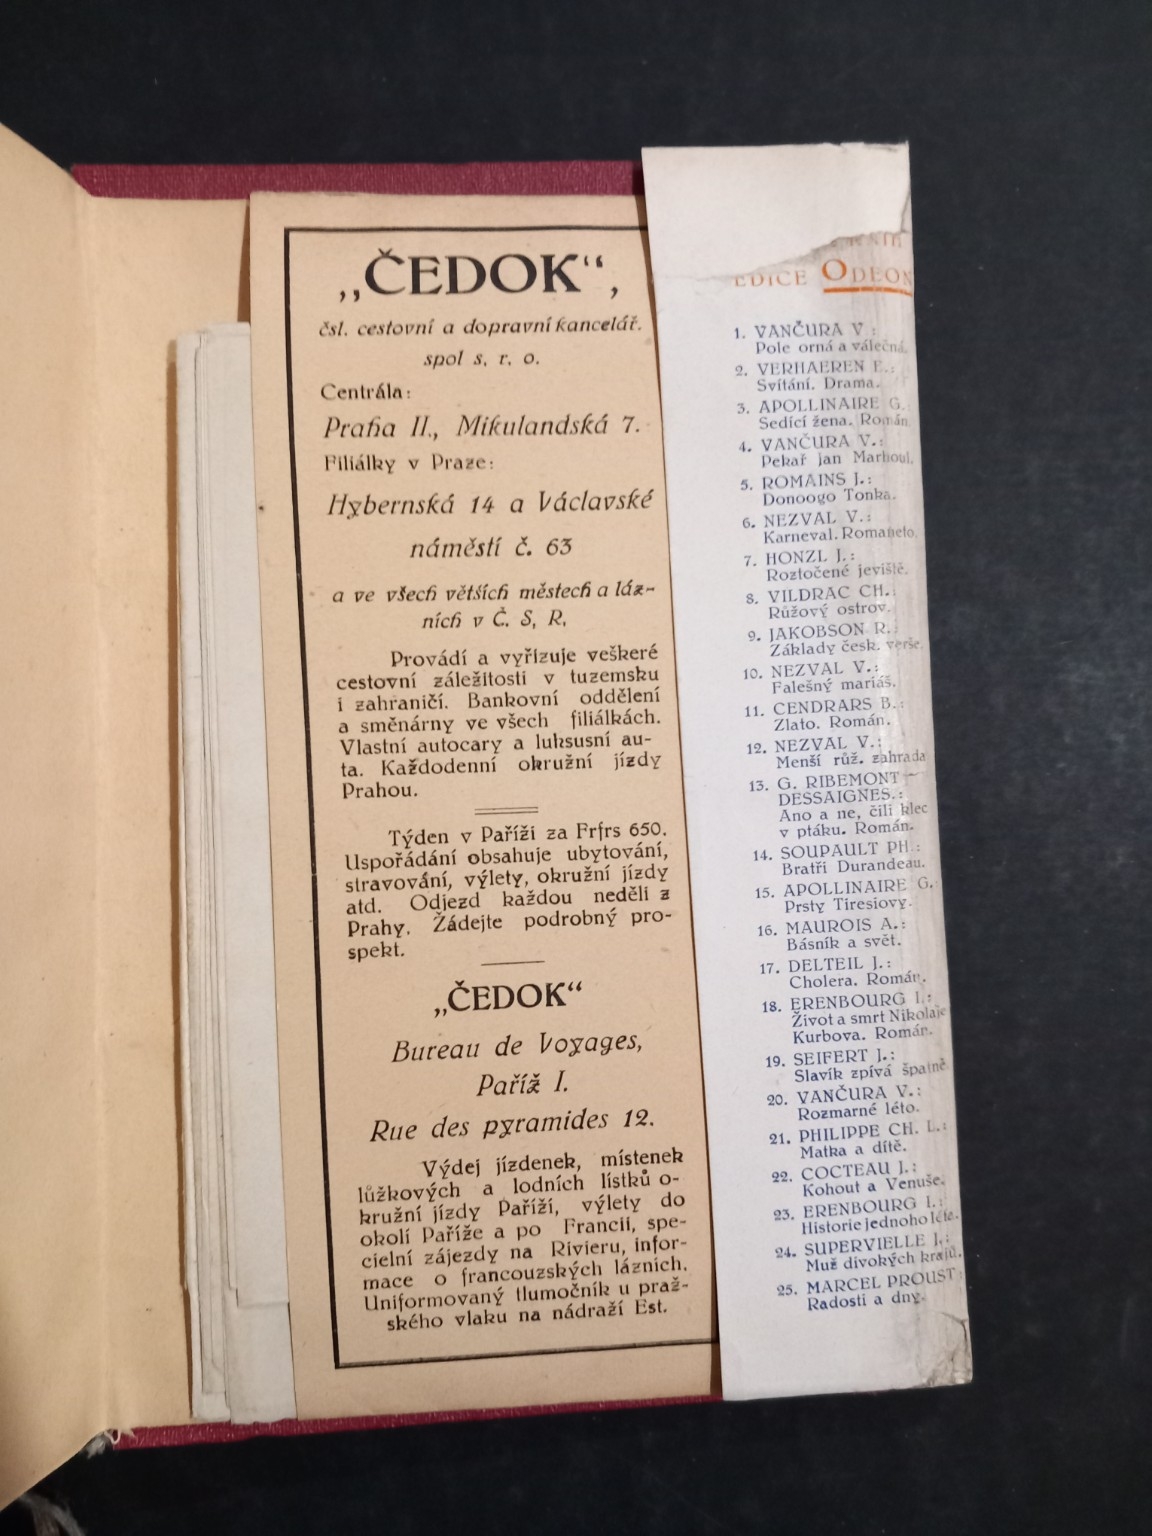 „ČEDOK“,
čsl. cestovní a dopravní kancelář.
spol s. r. o.
Centrála:
Praha II., Mikulandská 7.
Filiálky v Praze:
Hybernská 14 a Václavské
náměstí č. 63
a ve všech větších městech a láz-
ních v Č. S, R,
Provádí a vyřizuje veškeré
cestovní záležitosti v tuzemsku
i zahraničí. Bankovní oddělení
a směnárny ve všech filiálkách.
Vlastní autocary a luksusní au-
ta. Každodenní okružní jízdy
Prahou.
Týden v Paříži za Frfrs 650.
Uspořádání obsahuje ubytování,
stravování, výlety, okružní jízdy
atd. Odjezd každou neděli z
Prahy. Žádejte podrobný pro-
spekt.
„ČEDOK“
Bureau de Voyages,
Paříž I.
Rue des pyramides 12.
Výdej jízdenek, místenek
lůžkových a lodních lístků o-
kružní jízdy Paříží, výlety do
okolí Paříže a po Francii, spe-
cielní zájezdy na Rivieru, infor-
mace o francouzských lázních.
Uniformovaný tlumočník u praž-
ského vlaku na nádraží Est.
EDICE ODEON
1. VANČURA V.:
Pole orná a válečná.
2. VERHAEREN E.:
Svítání. Drama.
3. APOLLINAIRE G.
Sedící žena. Román
4. VANČURA V.:
Pekař jan Marhoul.
5. ROMAINS J.:
Donoogo Tonka.
6. NEZVAL V.:
Karneval. Romaneto.
7. HONZL J.:
Roztočené jeviště.
8. VILDRAC CH.:
Růžový ostrov.
9. JAKOBSON R.:
Základy česk. verše.
10. NEZVAL V.:
Falešný mariáš.
11. CENDRARS B.:
Zlato. Román.
12. NEZVAL V.:
Menší růž. zahrada
13. G. RIBEMONT —
DESSAIGNES.:
Ano a ne, čili klec
v ptáku. Román.
14. SOUPAULT PH.:
Bratři Durandeau.
15. APOLLINAIRE G.:
Prsty Tiresiovy.
16. MAUROIS A.:
Básník a svět.
17. DELTEIL J.:
Cholera. Román.
18. ERENBOURG I.:
Život a smrt Nikolaje
Kurbova. Román.
19. SEIFERT J.:
Slavík zpívá špatně
20. VANČURA V.:
Rozmarné léto.
21. PHILIPPE CH. L.:
Matka a dítě.
22. COCTEAU J.:
Kohout a Venuše.
23. ERENBOURG I.:
Historie jednoho léta.
24. SUPERVIELLE J.:
Muž divokých krajů.
25. MARCEL PROUST:
Radosti a dny.